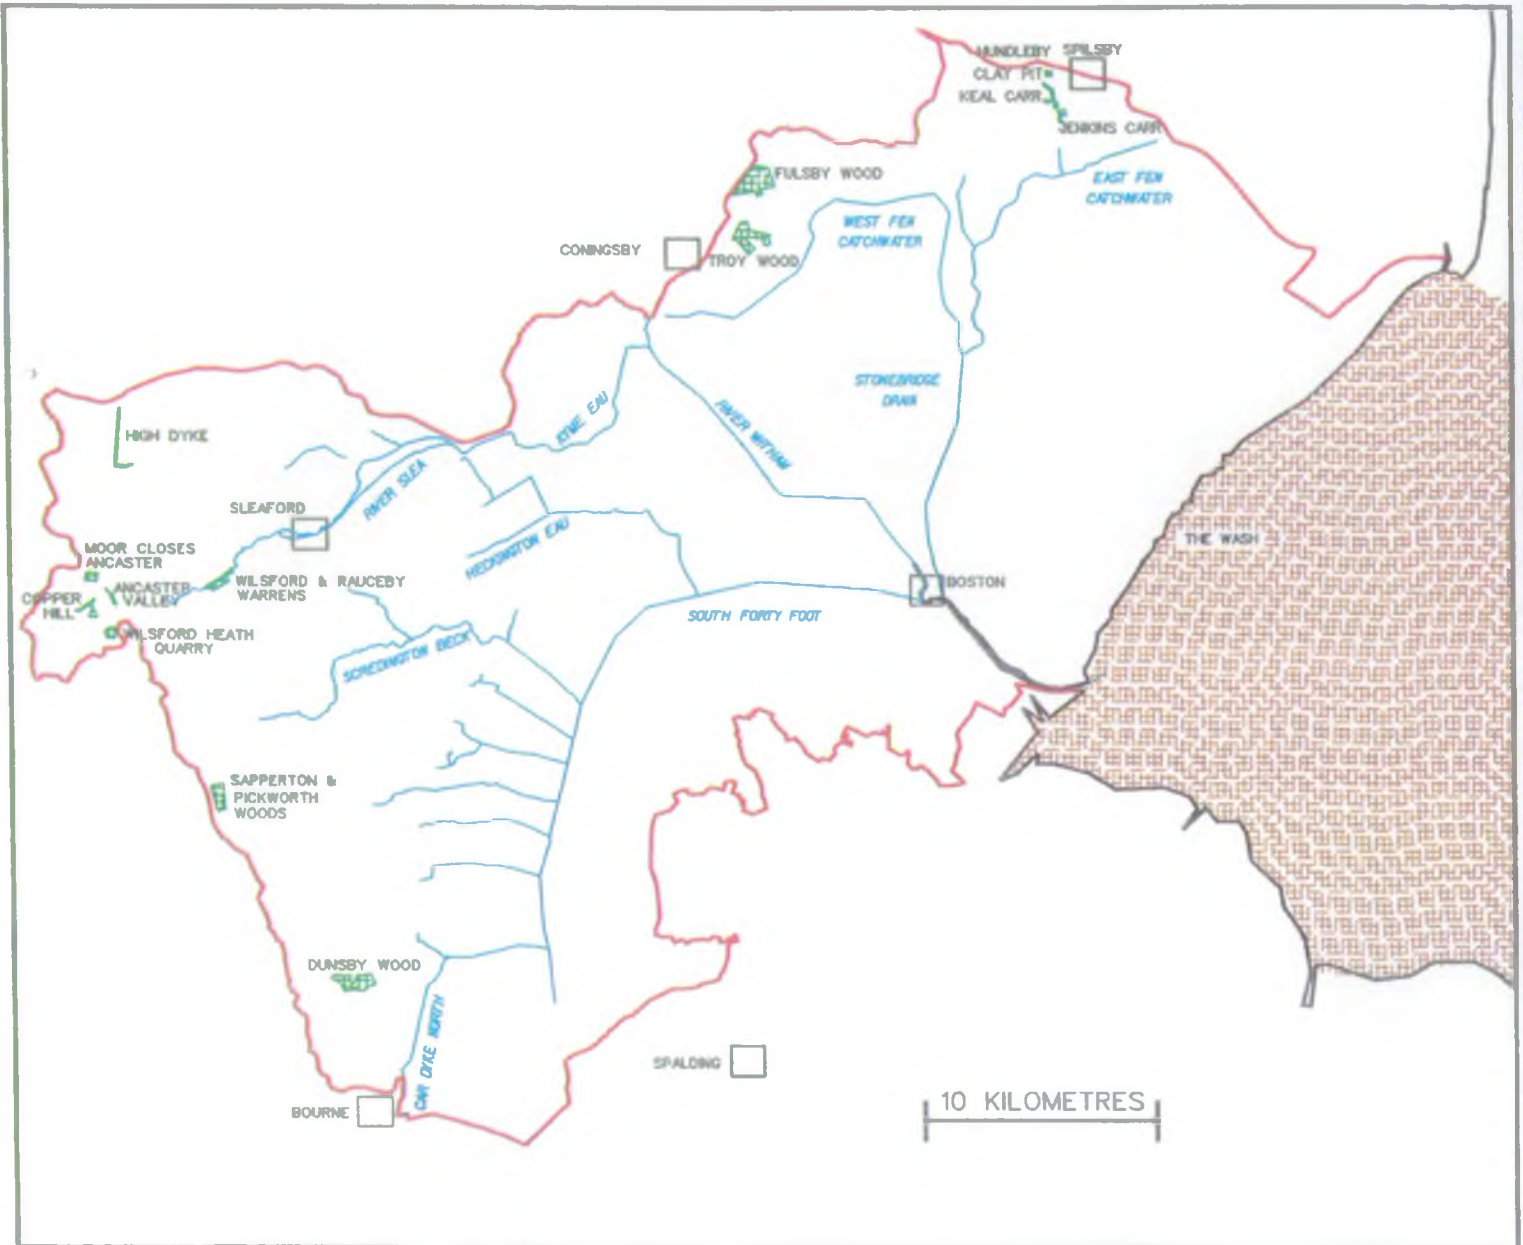 HUNDLEBY
SPILSBY
CLAY PIT
KEAL CARR
JENKINS CARR
FULSBY WOOD
EAST FEN
CATCHWATER
WEST FEN
CATCHWATER
CONINGSBY
TROY WOOD
STONEBRIDGE
DRAIN
KYME EAU
RIVER WITHAM
HIGH DYKE
RIVER SLEA
SLEAFORD
HECKINGTON EAU
THE WASH
MOOR CLOSES
ANCASTER
ANCASTER
VALLEY
WILSFORD & RAUCEBY
WARRENS
BOSTON
COPPER
HILL
SOUTH FORTY FOOT
WILSFORD HEATH
QUARRY
SCREDINGTON BECK
SAPPERTON &
PICKWORTH
WOODS
DUNSBY WOOD
CAR DYKE NORTH
SPALDING
BOURNE
10 KILOMETRES